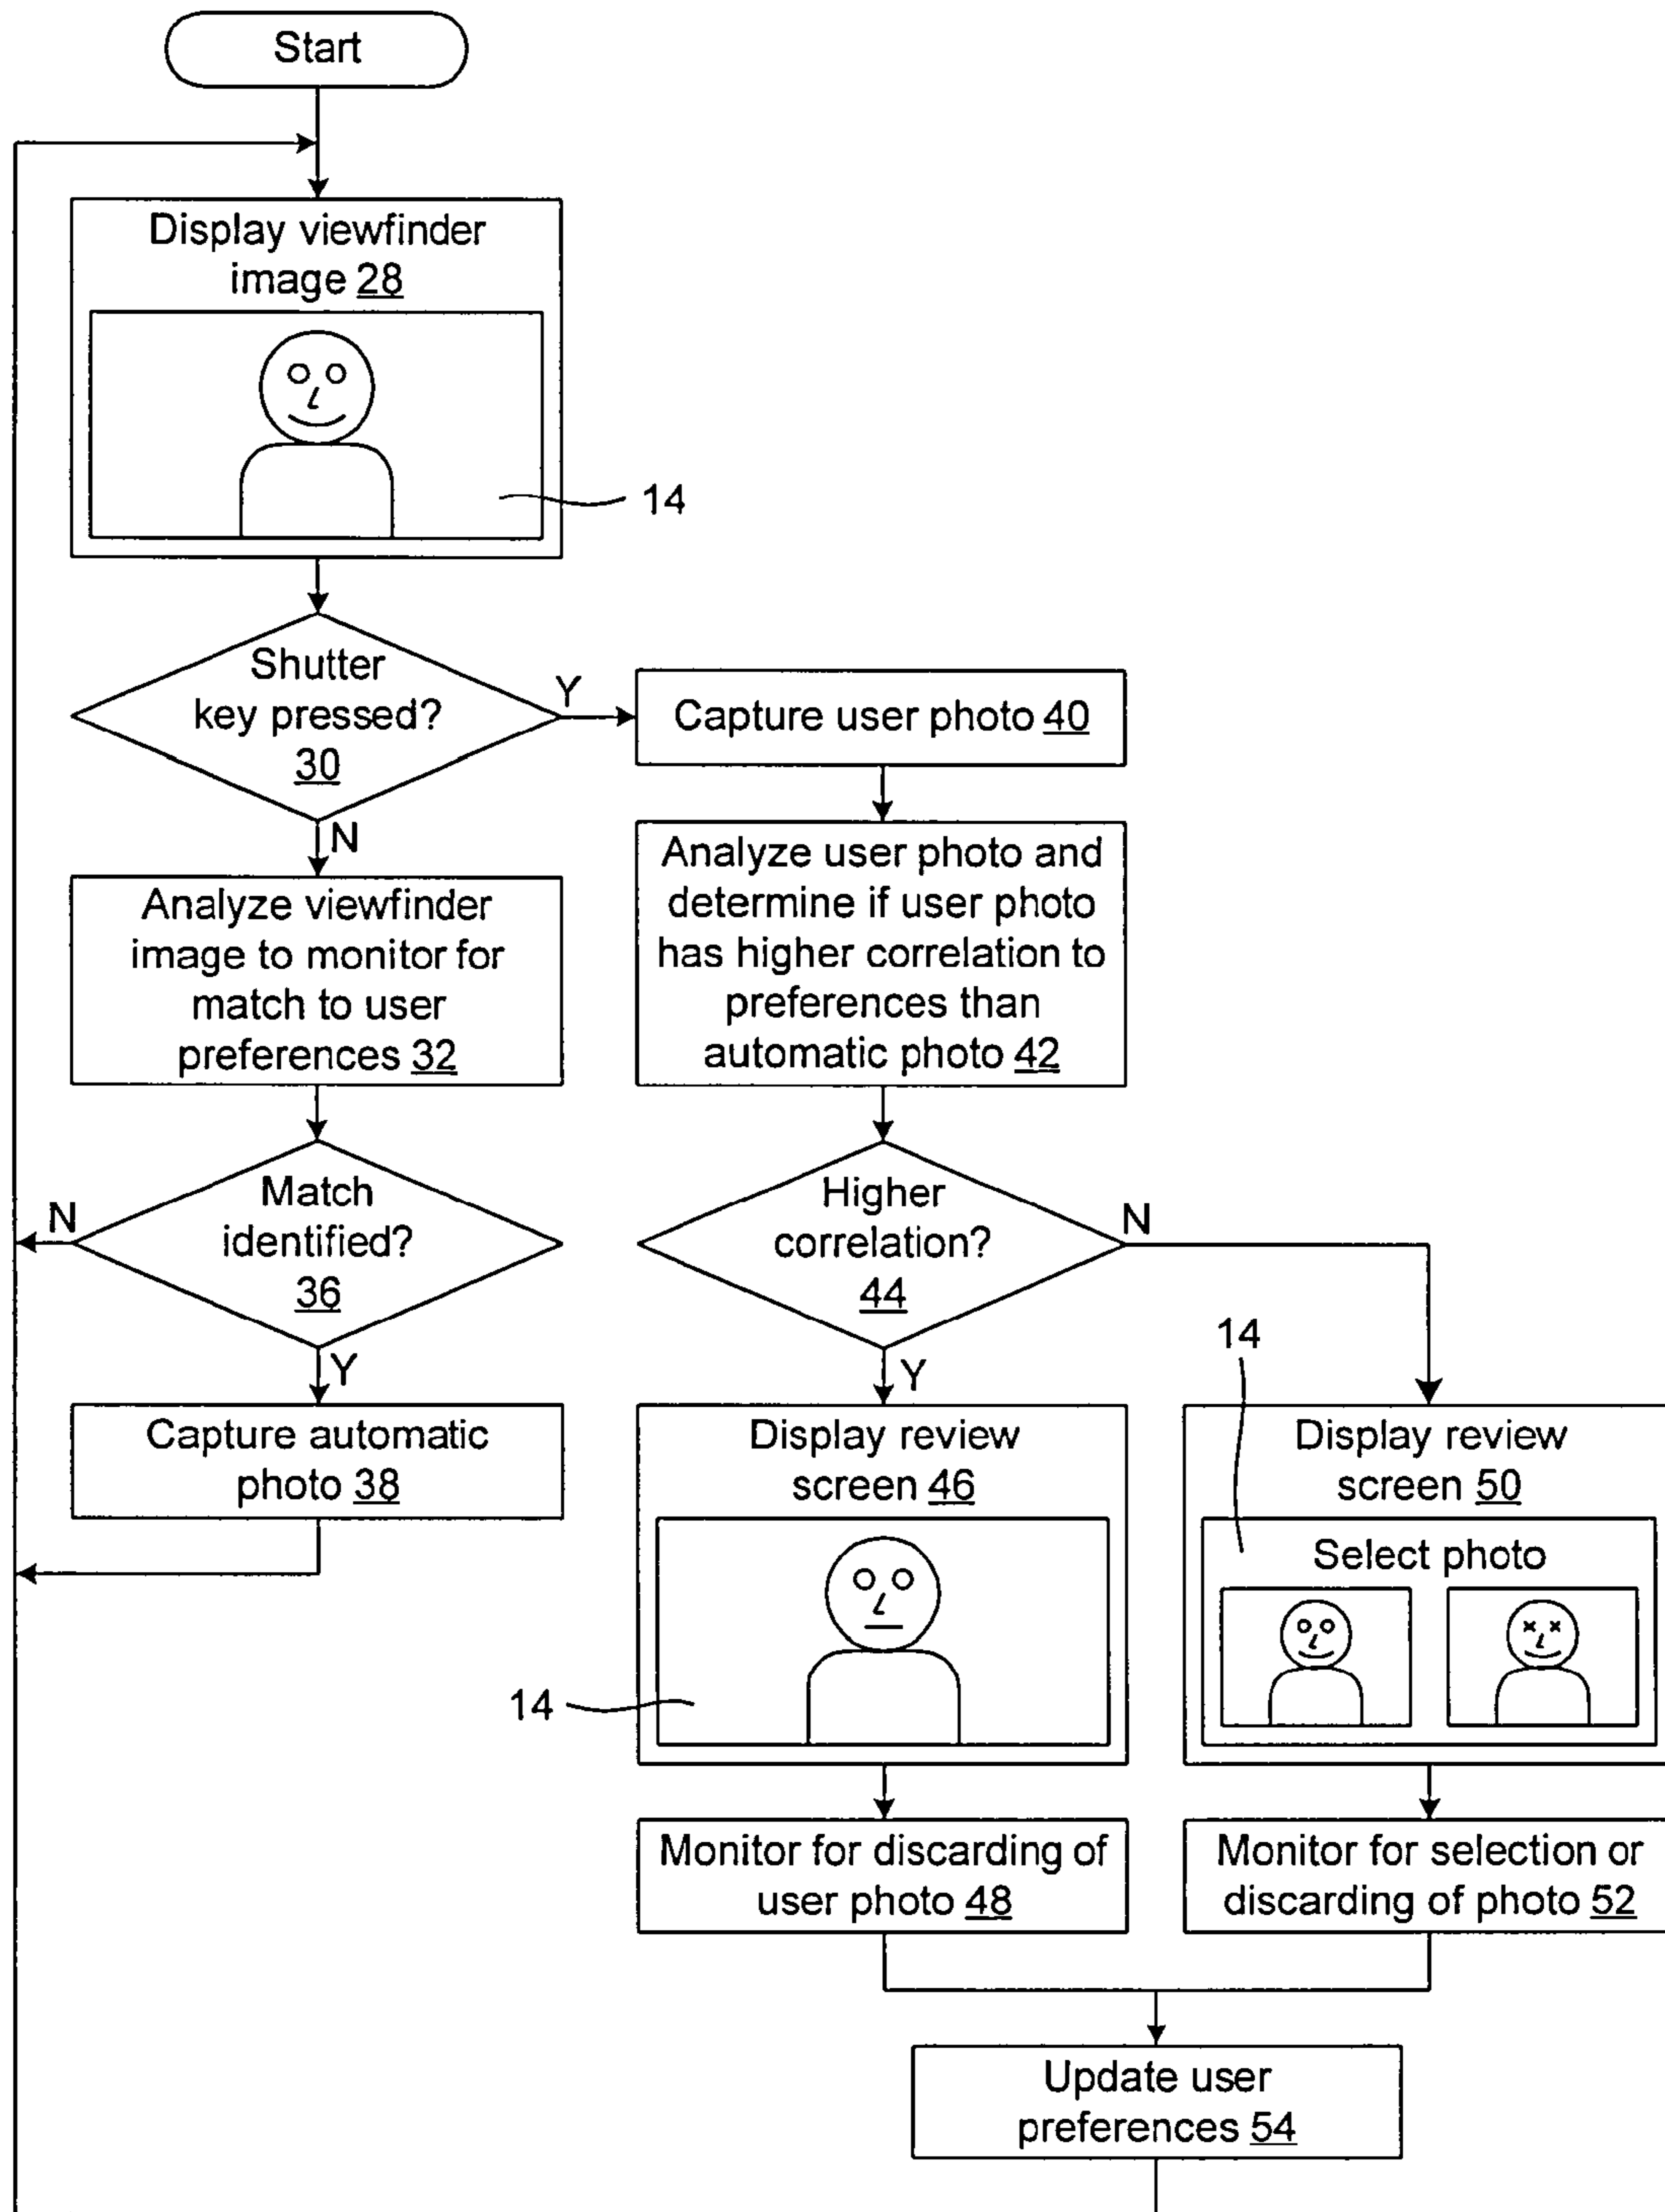 Start
Display viewfinder
image 28
14
Shutter
key pressed?
30
Y
N
Capture user photo 40
Analyze viewfinder
image to monitor for
match to user
preferences 32
Analyze user photo and
determine if user photo
has higher correlation to
preferences than
automatic photo 42
Match
identified?
36
N
Y
Higher
correlation?
44
N
Y
14
Capture automatic
photo 38
Display review
screen 46
14
Display review
screen 50
Select photo
Monitor for discarding of
user photo 48
Monitor for selection or
discarding of photo 52
Update user
preferences 54